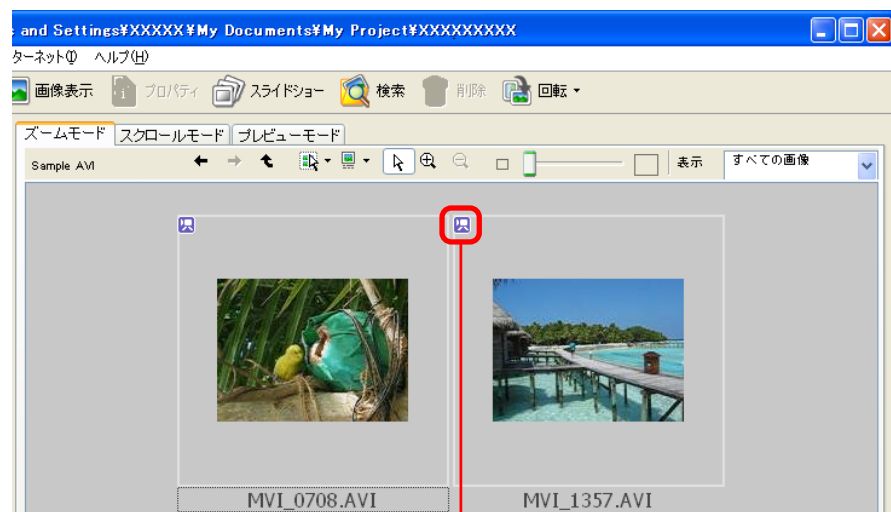 and Settings¥XXXXX¥My Documents¥My Project¥XXXXXXXXX
ターネット(I) ヘルプ(H)
画像表示 プロパティ スライドショー 検索 削除 回転
ズームモード スクロールモード プレビューモード
Sample AVI 表示 すべての画像
MVI_0708.AVI MVI_1357.AVI